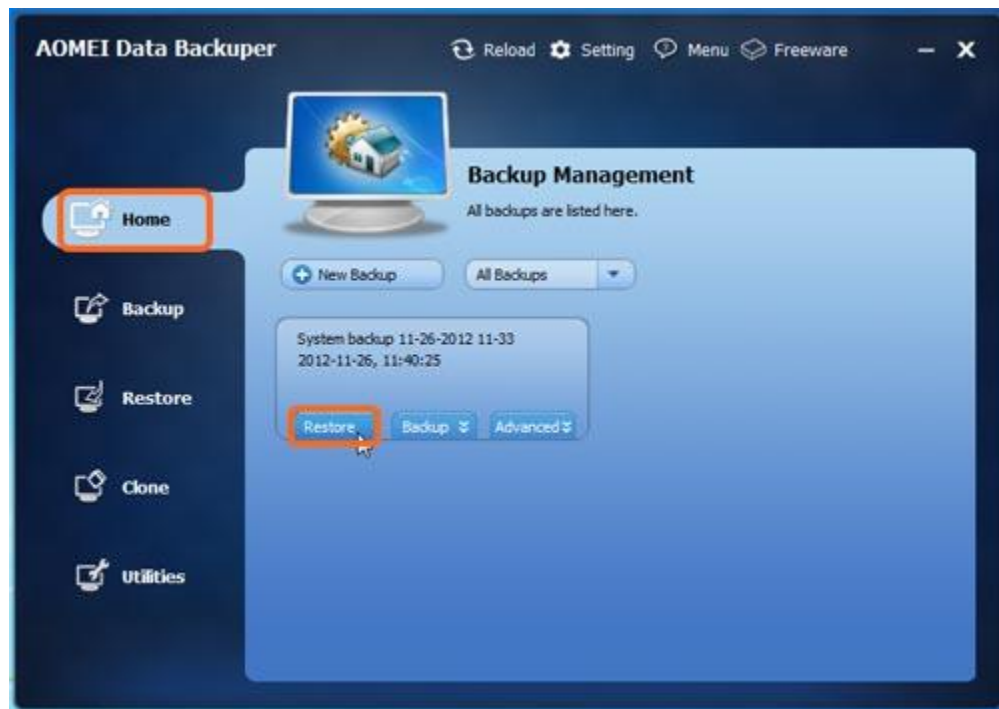 AOMEI Data Backuper
Reload Setting Menu Freeware
Backup Management
All backups are listed here.
Home
New Backup All Backups
Backup
System backup 11-26-2012 11-33
2012-11-26, 11:40:25
Restore
Restore Backup Advanced
Clone
Utilities